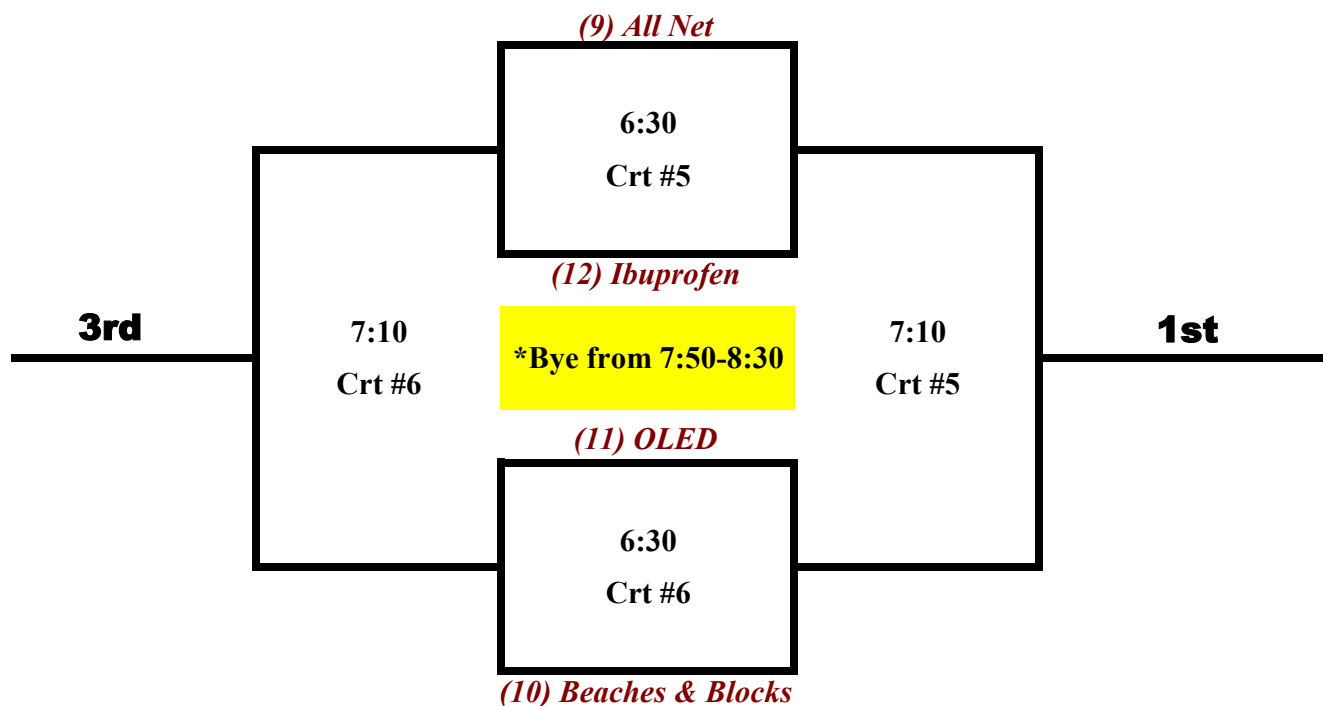 (9) All Net
6:30
Crt #5
(12) Ibuprofen
3rd
7:10
Crt #6
*Bye from 7:50-8:30
7:10
Crt #5
1st
(11) OLED
6:30
Crt #6
(10) Beaches & Blocks